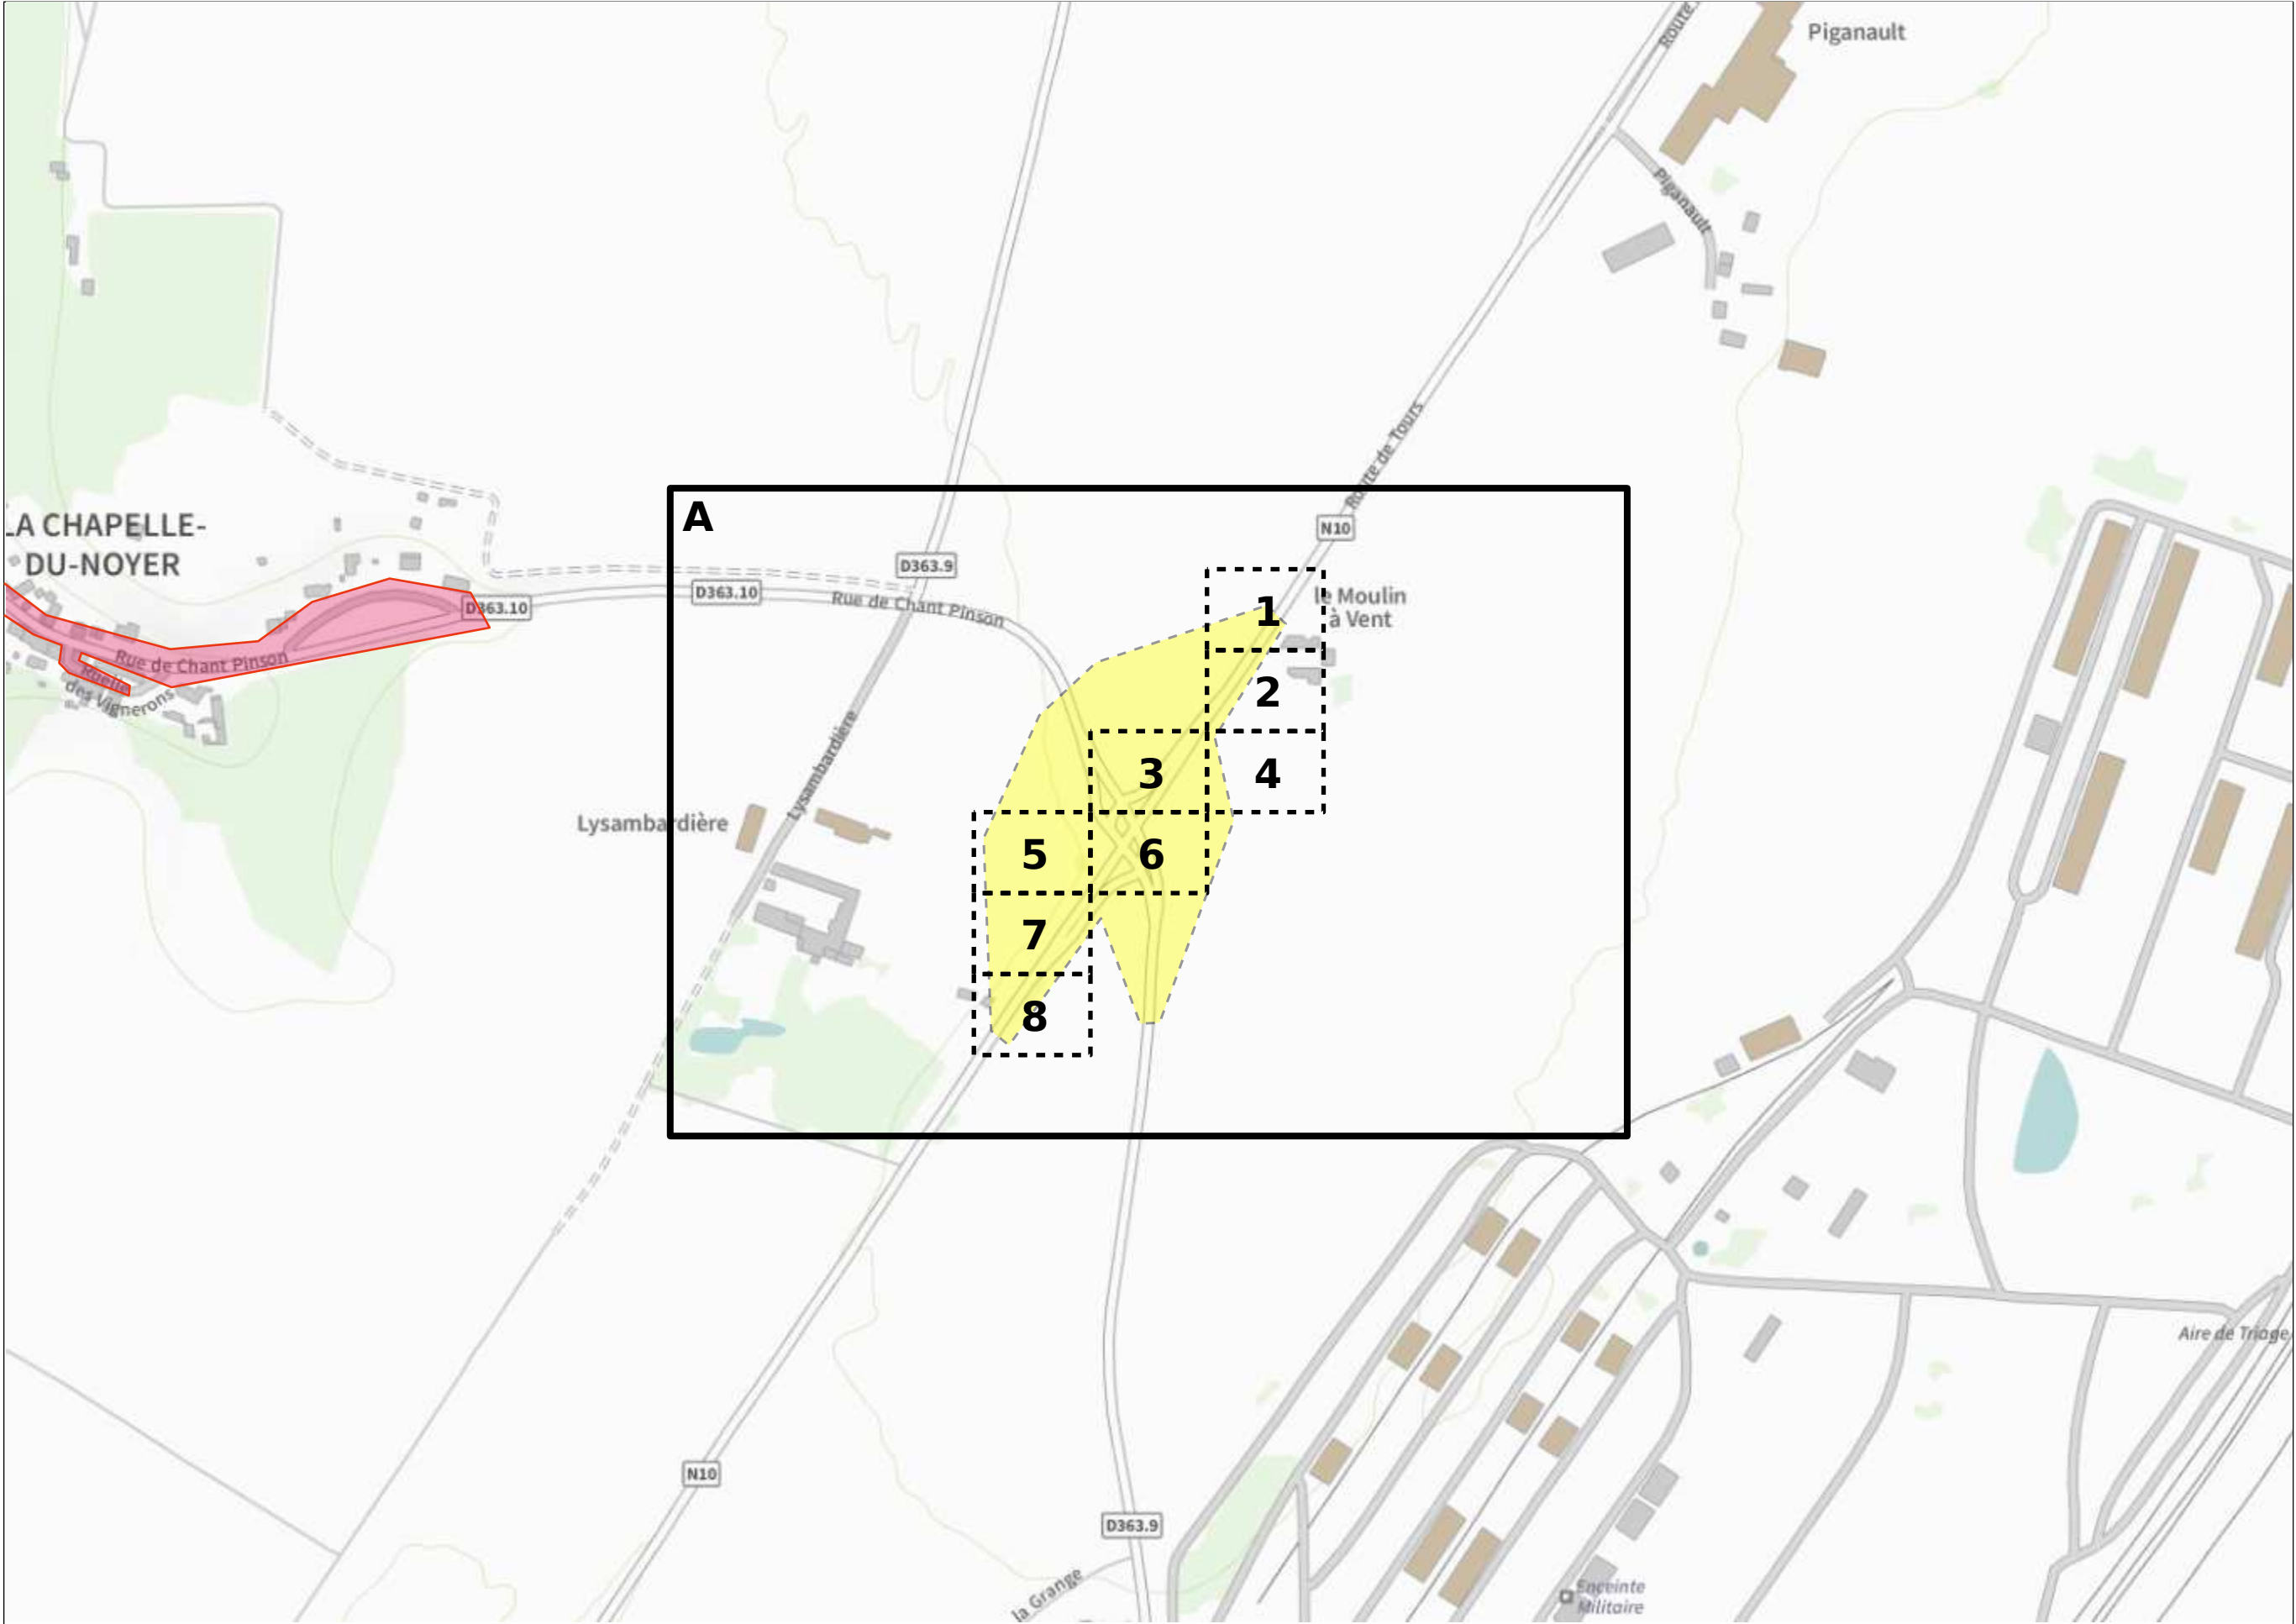 Piganault
Route
Piganault
Route de Tours
A
N10
LA CHAPELLE-
DU-NOYER
D363.9
D363.10
D363.10
Rue de Chant Pinson
le Moulin
à Vent
1
Rue de Chant Pinson
Ruelle
des Vignerons
2
Lysambardière
3
4
Lysambardière
5
6
7
8
Aire de Triage
N10
D363.9
la Grange
Enceinte
Militaire